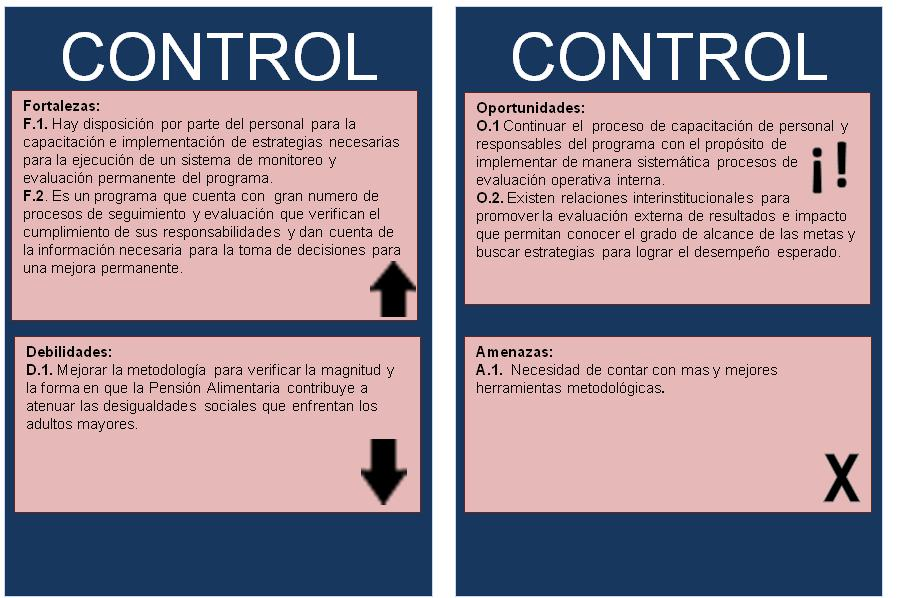 CONTROL
Fortalezas:
F.1. Hay disposición por parte del personal para la
capacitación e implementación de estrategias necesarias
para la ejecución de un sistema de monitoreo y
evaluación permanente del programa.
F.2. Es un programa que cuenta con gran numero de
procesos de seguimiento y evaluación que verifican el
cumplimiento de sus responsabilidades y dan cuenta de
la información necesaria para la toma de decisiones para
una mejora permanente.
Debilidades:
D.1. Mejorar la metodología para verificar la magnitud y
la forma en que la Pensión Alimentaria contribuye a
atenuar las desigualdades sociales que enfrentan los
adultos mayores.
CONTROL
Oportunidades:
O.1 Continuar el proceso de capacitación de personal y
responsables del programa con el propósito de
implementar de manera sistemática procesos de
evaluación operativa interna.
¡!
O.2. Existen relaciones interinstitucionales para
promover la evaluación externa de resultados e impacto
que permitan conocer el grado de alcance de las metas y
buscar estrategias para lograr el desempeño esperado.
Amenazas:
A.1. Necesidad de contar con mas y mejores
herramientas metodológicas.
X